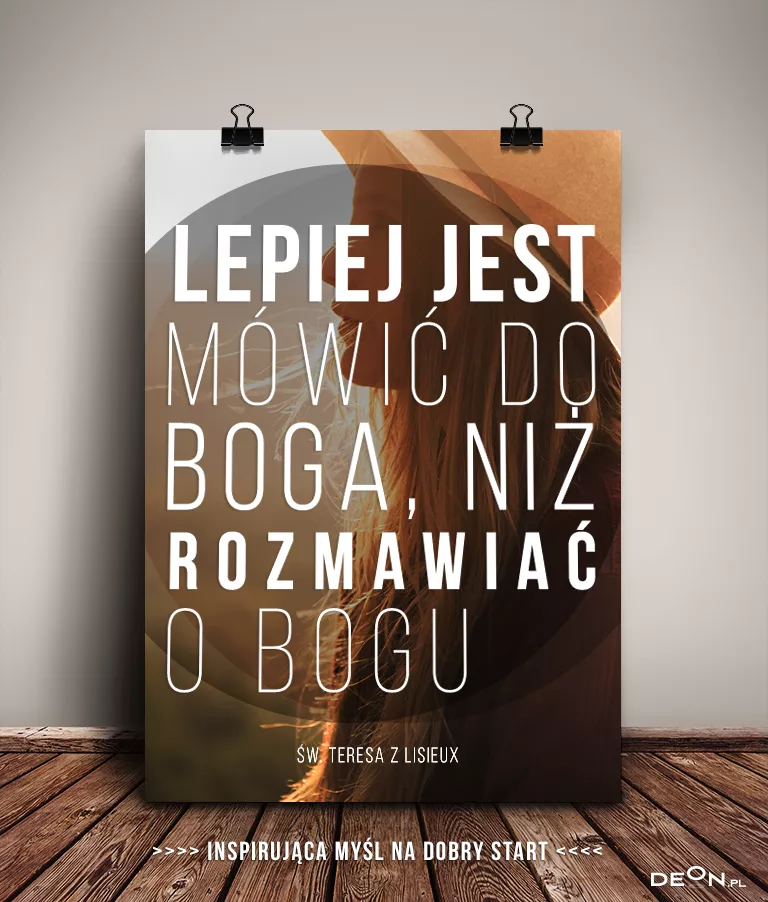 LEPIEJ JEST
MÓWIĆ DO
BOGA, NIŻ
ROZMAWIAĆ
O BOGU
ŚW. TERESA Z LISIEUX
>>>> INSPIRUJĄCA MYŚL NA DOBRY START <<<<
DEON.PL